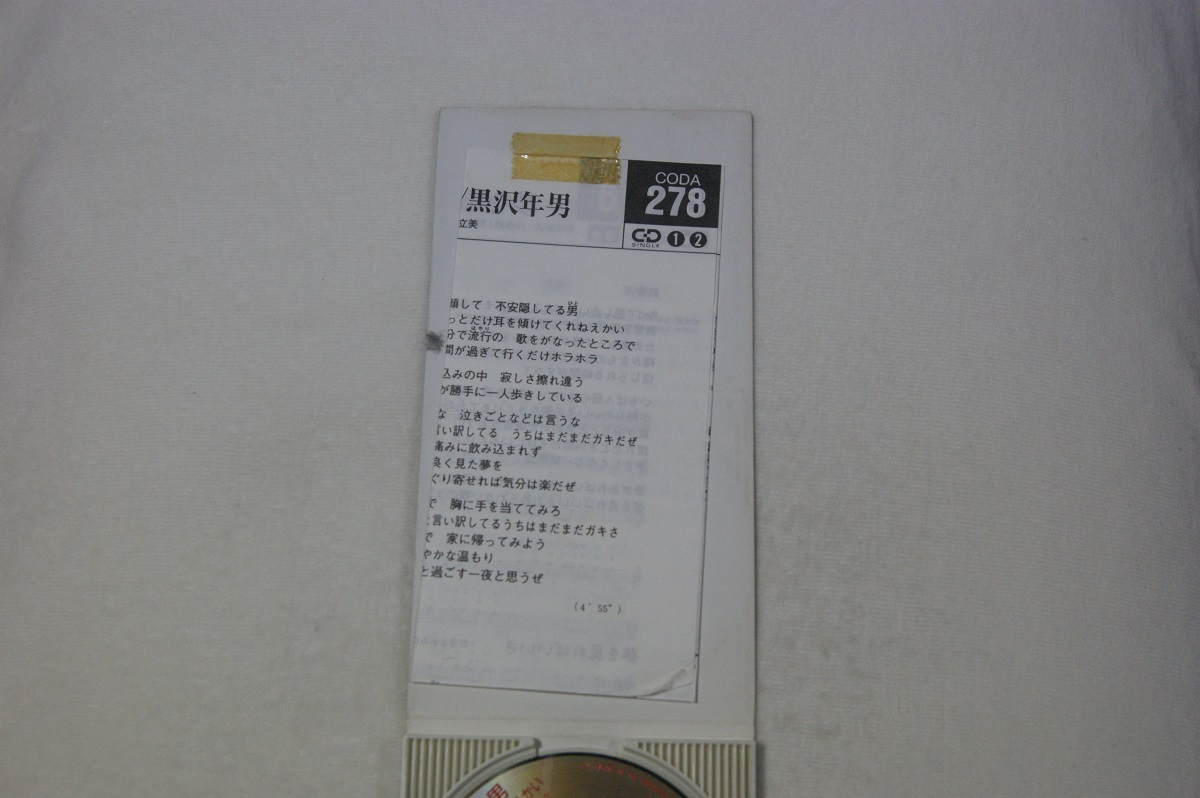 CODA
278
/黒沢年男
立美
CD
SINGLE
1 2
して 不安隠してる男
っとだけ耳を傾けてくれねえかい
分で流行の 歌をがなったところで
間が過ぎて行くだけホラホラ
込みの中 寂しさ擦れ違う
が勝手に一人歩きしている
な 泣きごとなどは言うな
言い訳してる うちはまだまだガキだぜ
痛みに飲み込まれず
良く見た夢を
ぐり寄せれば気分は楽だぜ
で 胸に手を当ててみろ
言い訳してるうちはまだまだガキさ
で 家に帰ってみよう
やかな温もり
と過ごす一夜と思うぜ
(4'55")
男
かい